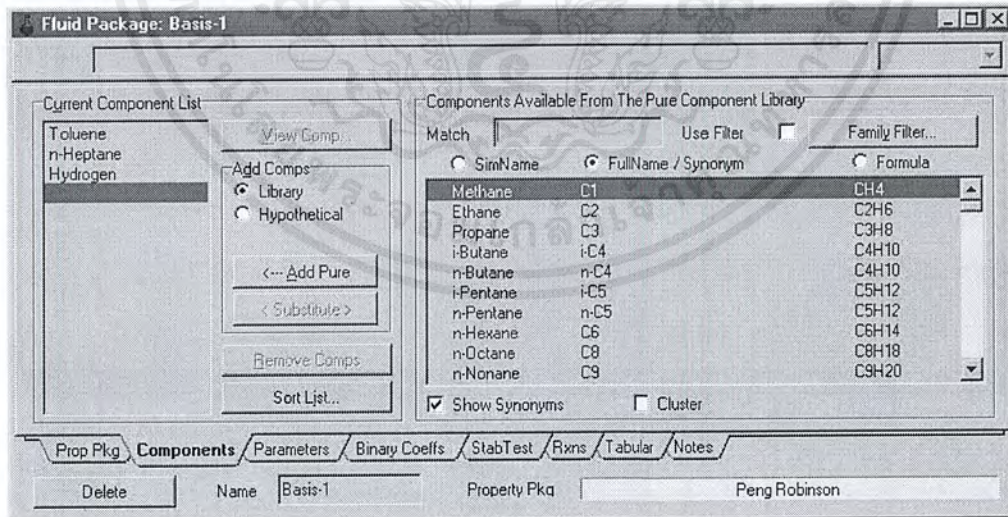 Fluid Package: Basis-1
Current Component List
Toluene
n-Heptane
Hydrogen
View Comp...
Add Comps
Library
Hypothetical
<--- Add Pure
< Substitute >
Remove Comps
Sort List...
Components Available From The Pure Component Library
Match Use Filter Family Filter...
SimName FullName / Synonym Formula
Methane C1 CH4
Ethane C2 C2H6
Propane C3 C3H8
i-Butane i-C4 C4H10
n-Butane n-C4 C4H10
i-Pentane i-C5 C5H12
n-Pentane n-C5 C5H12
n-Hexane C6 C6H14
n-Octane C8 C8H18
n-Nonane C9 C9H20
Show Synonyms Cluster
Prop Pkg Components Parameters Binary Coeffs StabTest Rxns Tabular Notes
Delete Name Basis-1 Property Pkg Peng Robinson